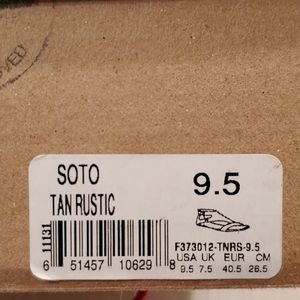 SOTO
TAN RUSTIC
9.5
11131
6 51457 10629 8
F373012-TNRS-9.5
USA UK EUR CM
9.5 7.5 40.5 26.5